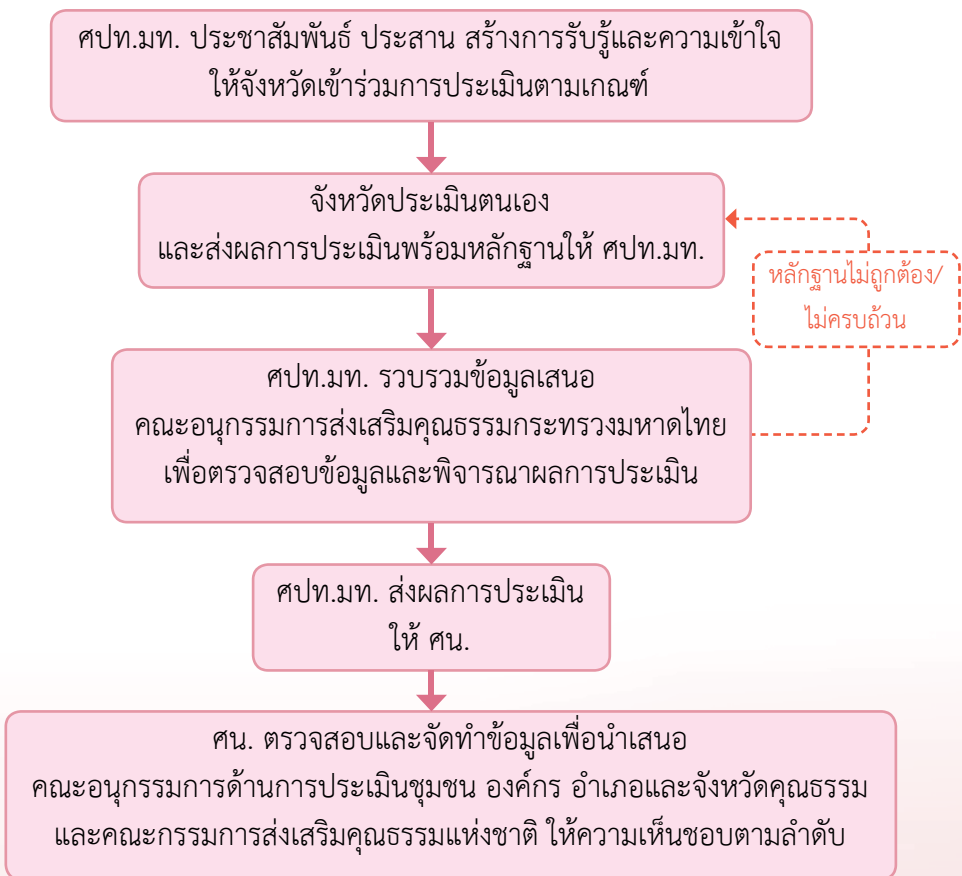 ศปท.มท. ประชาสัมพันธ์ ประสาน สร้างการรับรู้และความเข้าใจ
ให้จังหวัดเข้าร่วมการประเมินตามเกณฑ์
จังหวัดประเมินตนเอง
และส่งผลการประเมินพร้อมหลักฐานให้ ศปท.มท.
หลักฐานไม่ถูกต้อง/
ไม่ครบถ้วน
ศปท.มท. รวบรวมข้อมูลเสนอ
คณะอนุกรรมการส่งเสริมคุณธรรมกระทรวงมหาดไทย
เพื่อตรวจสอบข้อมูลและพิจารณาผลการประเมิน
ศปท.มท. ส่งผลการประเมิน
ให้ ศน.
ศน. ตรวจสอบและจัดทำข้อมูลเพื่อนำเสนอ
คณะอนุกรรมการด้านการประเมินชุมชน องค์กร อำเภอและจังหวัดคุณธรรม
และคณะกรรมการส่งเสริมคุณธรรมแห่งชาติ ให้ความเห็นชอบตามลำดับ